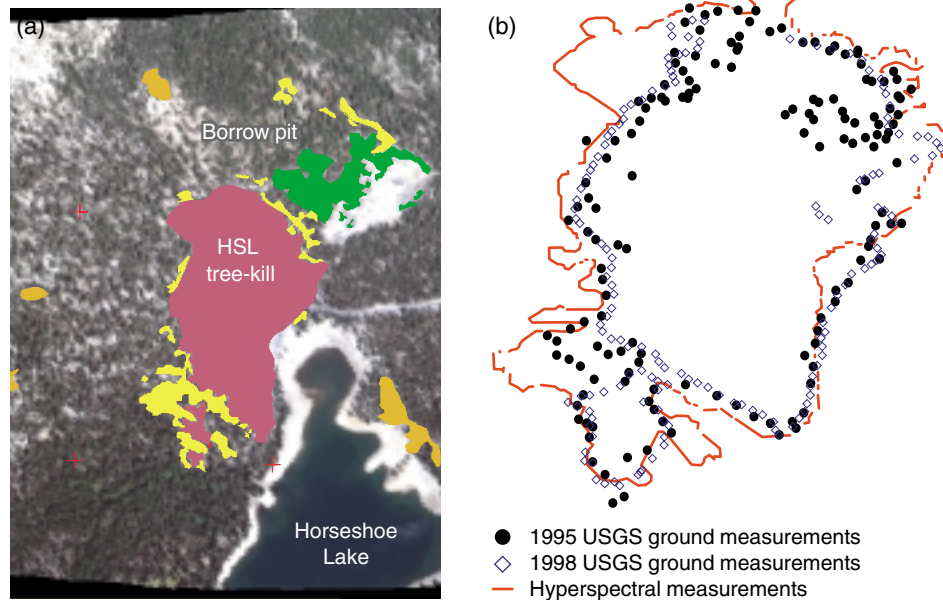 (a)
Borrow pit
HSL
tree-kill
Horseshoe
Lake
(b)
1995 USGS ground measurements
1998 USGS ground measurements
Hyperspectral measurements